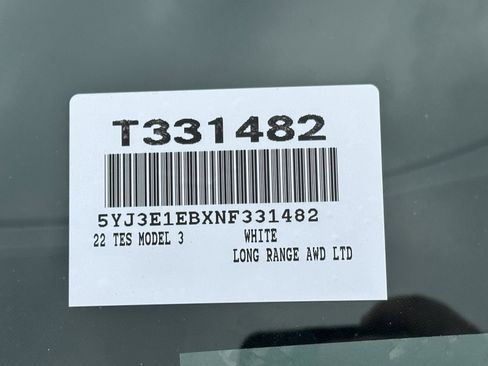 T331482
5YJ3E1EBXNF331482
22 TES MODEL 3 WHITE
LONG RANGE AWD LTD